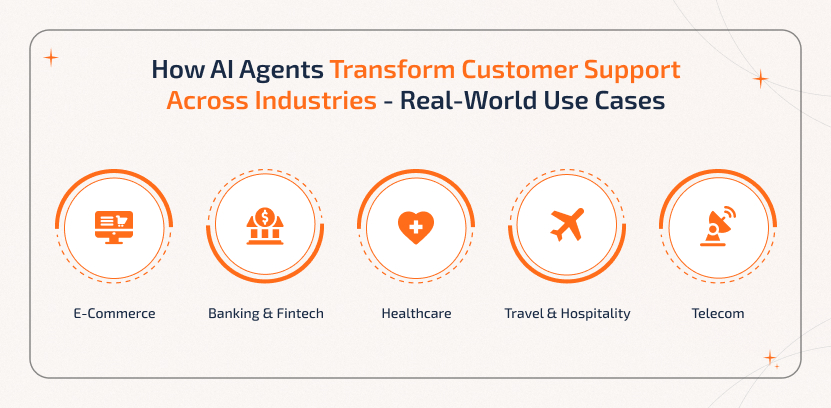 How AI Agents Transform Customer Support
Across Industries - Real-World Use Cases
$
E-Commerce
Banking & Fintech
Healthcare
Travel & Hospitality
Telecom